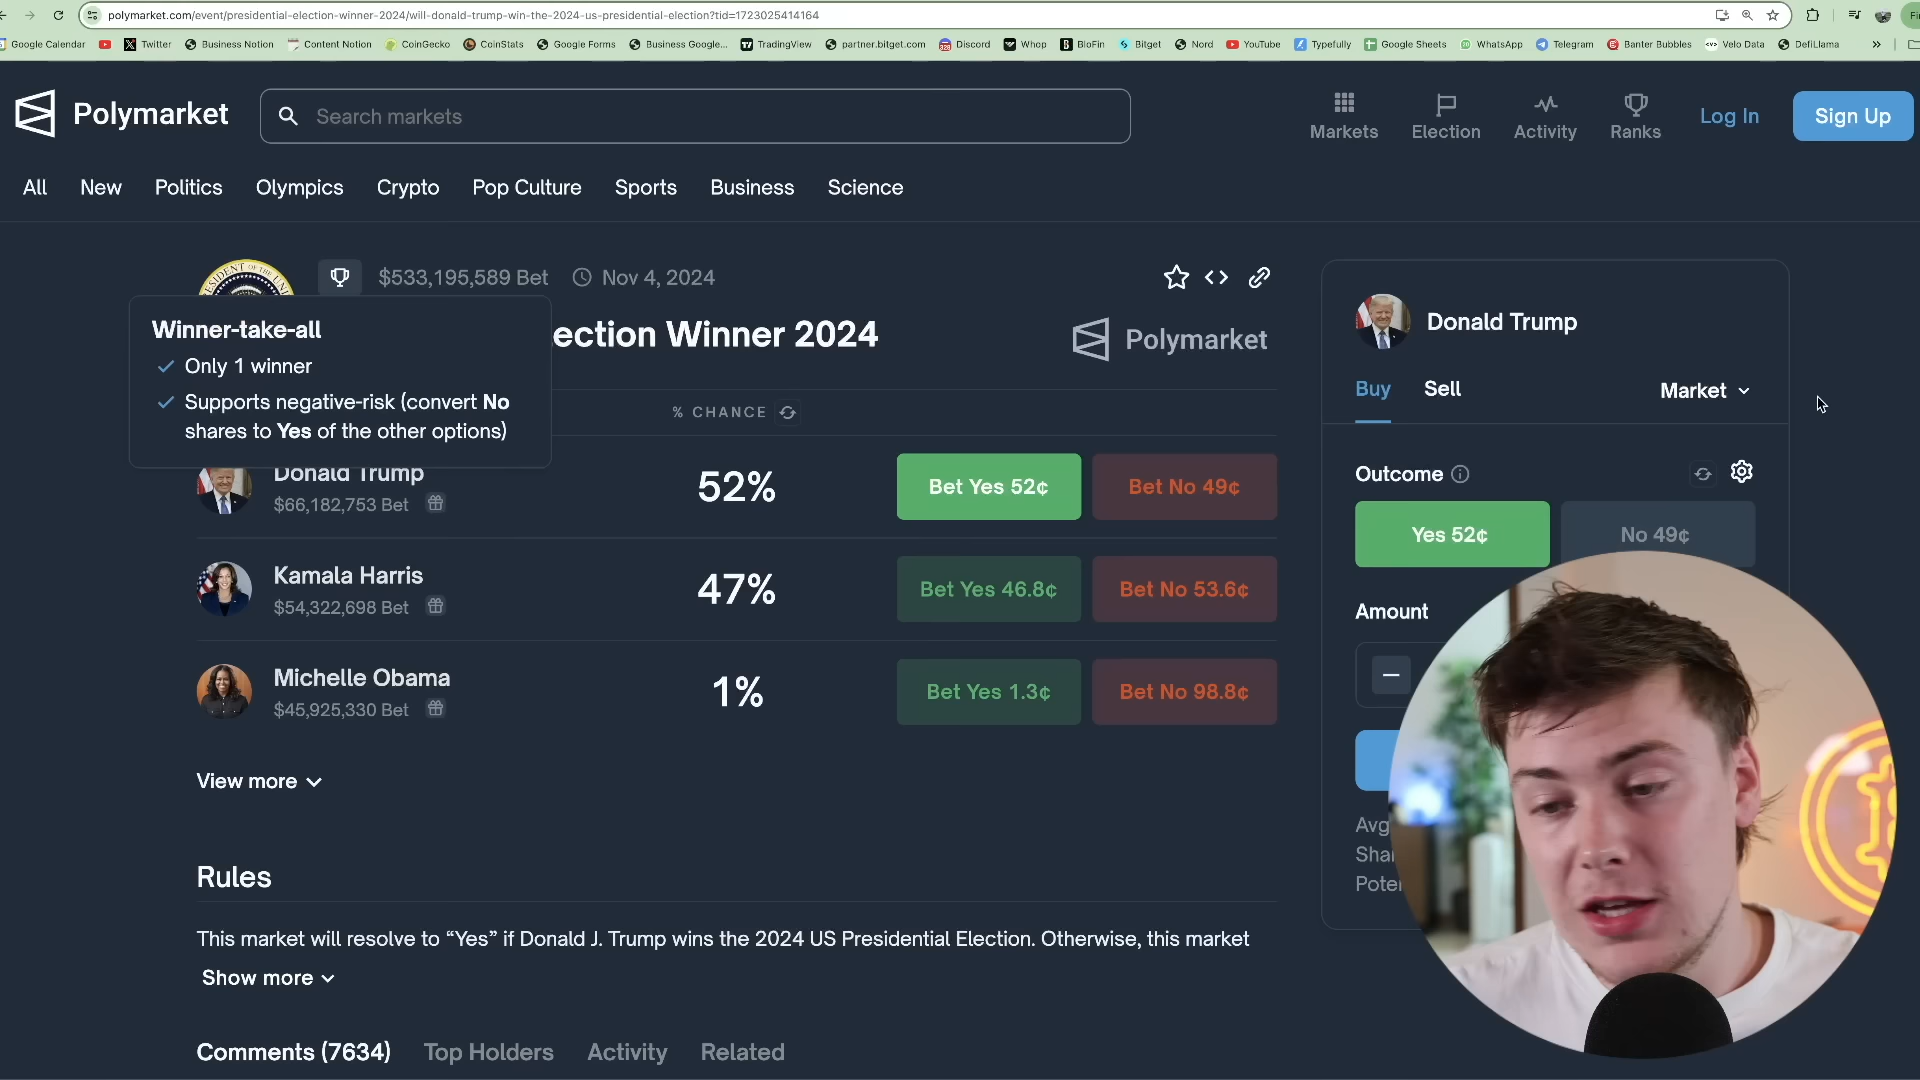 polymarket.com/event/presidential-election-winner-2024/will-donald-trump-win-the-2024-us-presidential-election?tid=1723025414164
Google Calendar Twitter Business Notion Content Notion CoinGecko CoinStats Google Forms Business Google... TradingView partner.bitget.com Discord Whop BloFin Bitget Nord YouTube Typefully Google Sheets WhatsApp Telegram Banter Bubbles Velo Data DefiLlama »
Polymarket
Search markets
Markets Election Activity Ranks
Log In
Sign Up
All New Politics Olympics Crypto Pop Culture Sports Business Science
$533,195,589 Bet Nov 4, 2024
ection Winner 2024
Polymarket
Winner-take-all
Only 1 winner
Supports negative-risk (convert No
shares to Yes of the other options)
% CHANCE
Donald Trump
$66,182,753 Bet
52%
Bet Yes 52¢
Bet No 49¢
Kamala Harris
$54,322,698 Bet
47%
Bet Yes 46.8¢
Bet No 53.6¢
Michelle Obama
$45,925,330 Bet
1%
Bet Yes 1.3¢
Bet No 98.8¢
View more
Rules
This market will resolve to “Yes” if Donald J. Trump wins the 2024 US Presidential Election. Otherwise, this market
Show more
Comments (7634) Top Holders Activity Related
Donald Trump
Buy Sell Market
Outcome
Yes 52¢
No 49¢
Amount
Avg